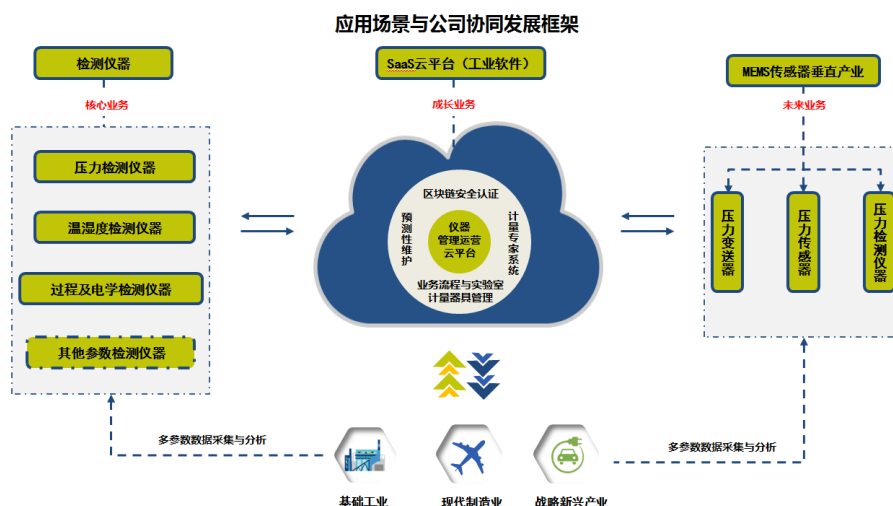 应用场景与公司协同发展框架
检测仪器
SaaS云平台（工业软件）
MEMS传感器垂直产业
核心业务
成长业务
未来业务
压力检测仪器
温湿度检测仪器
过程及电学检测仪器
其他参数检测仪器
区块链安全认证
预测性维护
仪器
管理运营
云平台
计量专家系统
业务流程与实验室
计量器具管理
压力变送器
压力传感器
压力检测仪器
多参数数据采集与分析
多参数数据采集与分析
基础工业
现代制造业
战略新兴产业